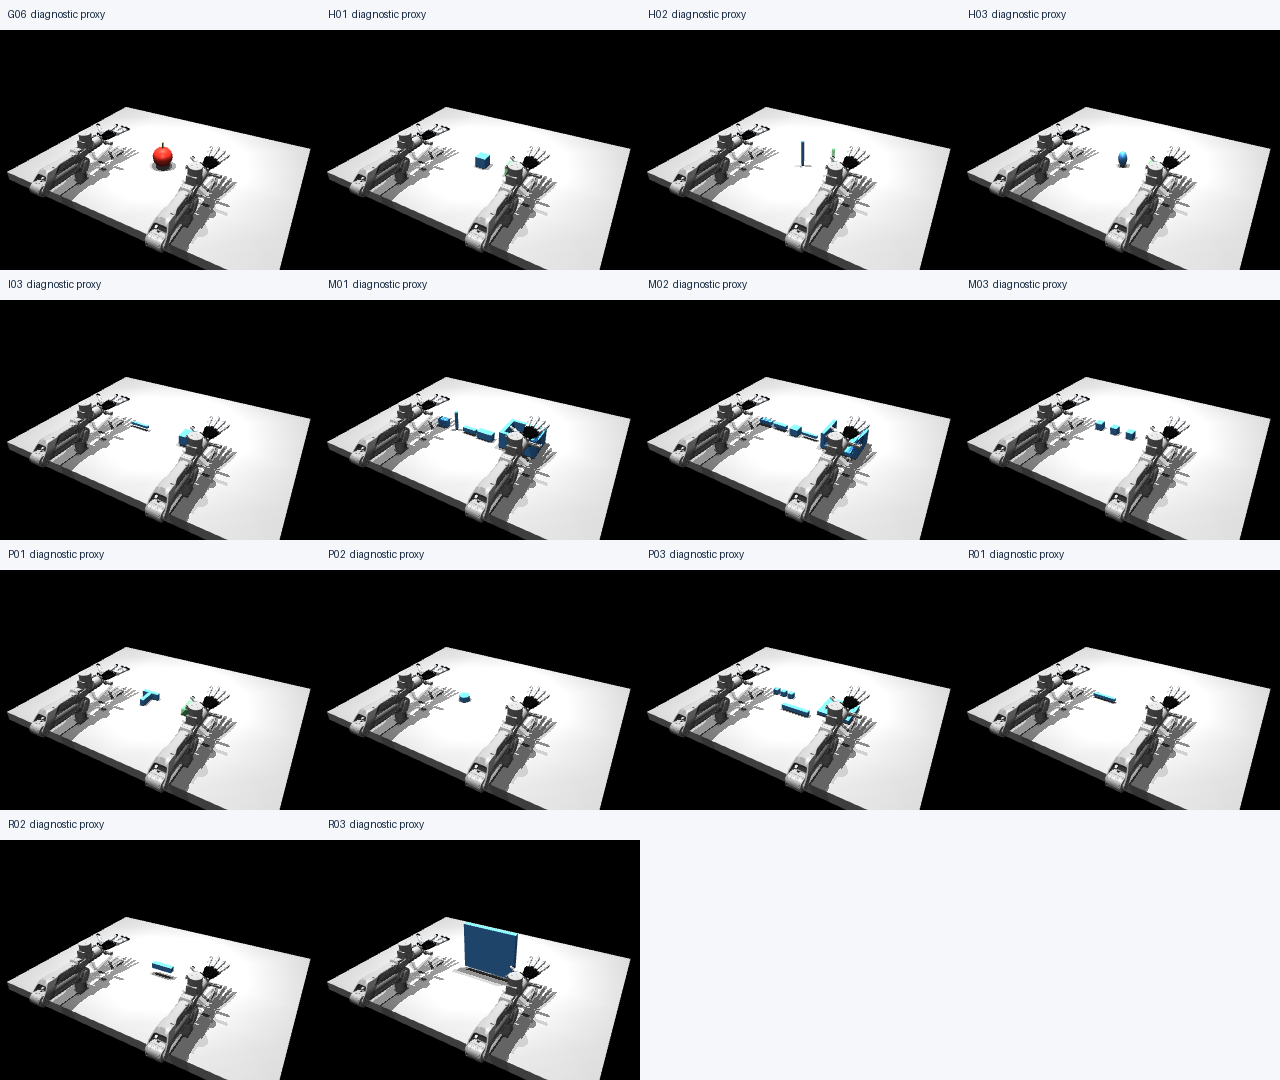 G06 diagnostic proxy
H01 diagnostic proxy
H02 diagnostic proxy
H03 diagnostic proxy
I03 diagnostic proxy
M01 diagnostic proxy
M02 diagnostic proxy
M03 diagnostic proxy
P01 diagnostic proxy
P02 diagnostic proxy
P03 diagnostic proxy
R01 diagnostic proxy
R02 diagnostic proxy
R03 diagnostic proxy